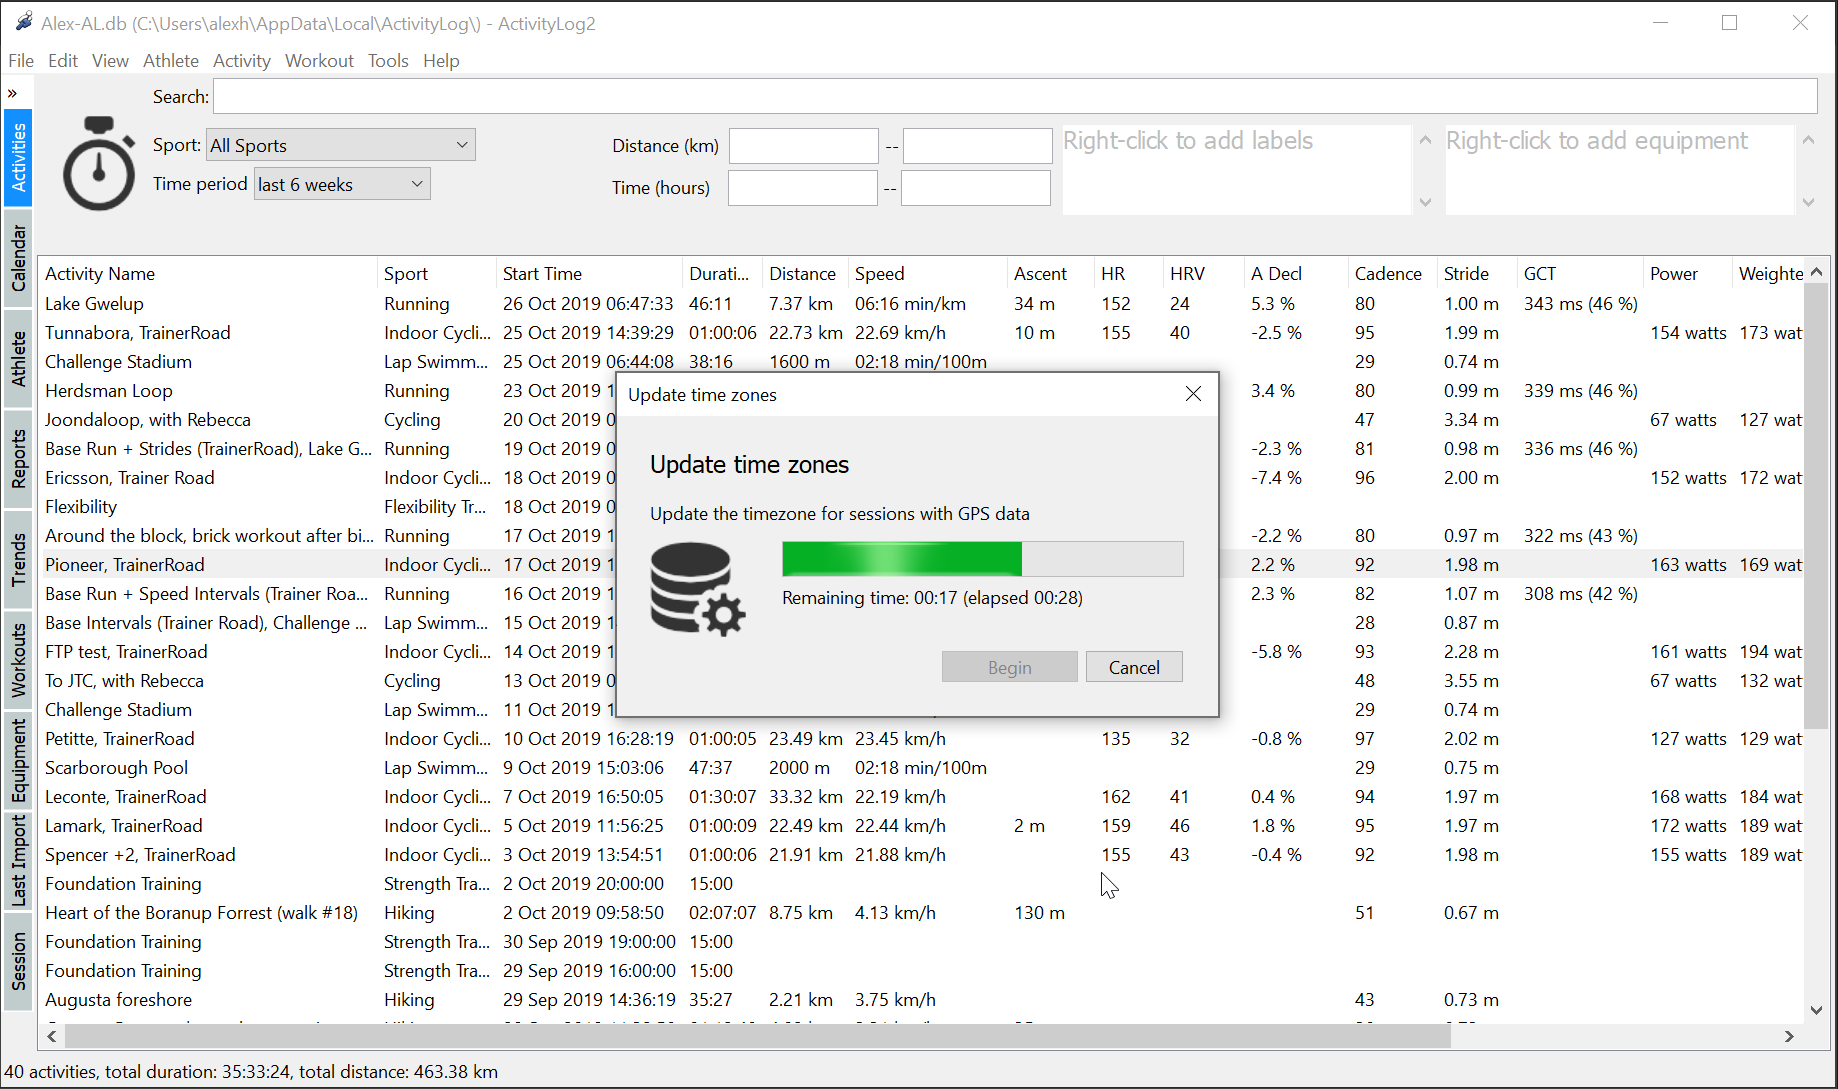 Alex-AL.db (C:\Users\alexh\AppData\Local\ActivityLog\) - ActivityLog2
File Edit View Athlete Activity Workout Tools Help
»
Search:
Sport: All Sports
Time period last 6 weeks
Distance (km) --
Time (hours) --
Right-click to add labels
Right-click to add equipment
Activities
Calendar
Athlete
Reports
Trends
Workouts
Equipment
Last Import
Session
Activity Name Sport Start Time Durati... Distance Speed Ascent HR HRV A Decl Cadence Stride GCT Power Weighte
Lake Gwelup Running 26 Oct 2019 06:47:33 46:11 7.37 km 06:16 min/km 34 m 152 24 5.3 % 80 1.00 m 343 ms (46 %)
Tunnabora, TrainerRoad Indoor Cycli... 25 Oct 2019 14:39:29 01:00:06 22.73 km 22.69 km/h 10 m 155 40 -2.5 % 95 1.99 m 154 watts 173 wat
Challenge Stadium Lap Swimm... 25 Oct 2019 06:44:08 38:16 1600 m 02:18 min/100m 29 0.74 m
Herdsman Loop Running 23 Oct 2019 1 3.4 % 80 0.99 m 339 ms (46 %)
Joondaloop, with Rebecca Cycling 20 Oct 2019 0 47 3.34 m 67 watts 127 wat
Base Run + Strides (TrainerRoad), Lake G... Running 19 Oct 2019 0 -2.3 % 81 0.98 m 336 ms (46 %)
Ericsson, Trainer Road Indoor Cycli... 18 Oct 2019 0 -7.4 % 96 2.00 m 152 watts 172 wat
Flexibility Flexibility Tr... 18 Oct 2019 0
Around the block, brick workout after bi... Running 17 Oct 2019 1 -2.2 % 80 0.97 m 322 ms (43 %)
Pioneer, TrainerRoad Indoor Cycli... 17 Oct 2019 1 2.2 % 92 1.98 m 163 watts 169 wat
Base Run + Speed Intervals (Trainer Roa... Running 16 Oct 2019 1 2.3 % 82 1.07 m 308 ms (42 %)
Base Intervals (Trainer Road), Challenge ... Lap Swimm... 15 Oct 2019 1 28 0.87 m
FTP test, TrainerRoad Indoor Cycli... 14 Oct 2019 1 -5.8 % 93 2.28 m 161 watts 194 wat
To JTC, with Rebecca Cycling 13 Oct 2019 0 48 3.55 m 67 watts 132 wat
Challenge Stadium Lap Swimm... 11 Oct 2019 1 29 0.74 m
Petitte, TrainerRoad Indoor Cycli... 10 Oct 2019 16:28:19 01:00:05 23.49 km 23.45 km/h 135 32 -0.8 % 97 2.02 m 127 watts 129 wat
Scarborough Pool Lap Swimm... 9 Oct 2019 15:03:06 47:37 2000 m 02:18 min/100m 29 0.75 m
Leconte, TrainerRoad Indoor Cycli... 7 Oct 2019 16:50:05 01:30:07 33.32 km 22.19 km/h 162 41 0.4 % 94 1.97 m 168 watts 184 wat
Lamark, TrainerRoad Indoor Cycli... 5 Oct 2019 11:56:25 01:00:09 22.49 km 22.44 km/h 2 m 159 46 1.8 % 95 1.97 m 172 watts 189 wat
Spencer +2, TrainerRoad Indoor Cycli... 3 Oct 2019 13:54:51 01:00:06 21.91 km 21.88 km/h 155 43 -0.4 % 92 1.98 m 155 watts 189 wat
Foundation Training Strength Tra... 2 Oct 2019 20:00:00 15:00
Heart of the Boranup Forrest (walk #18) Hiking 2 Oct 2019 09:58:50 02:07:07 8.75 km 4.13 km/h 130 m 51 0.67 m
Foundation Training Strength Tra... 30 Sep 2019 19:00:00 15:00
Foundation Training Strength Tra... 29 Sep 2019 16:00:00 15:00
Augusta foreshore Hiking 29 Sep 2019 14:36:19 35:27 2.21 km 3.75 km/h 43 0.73 m
Update time zones
Update time zones
Update the timezone for sessions with GPS data
Remaining time: 00:17 (elapsed 00:28)
Begin Cancel
40 activities, total duration: 35:33:24, total distance: 463.38 km